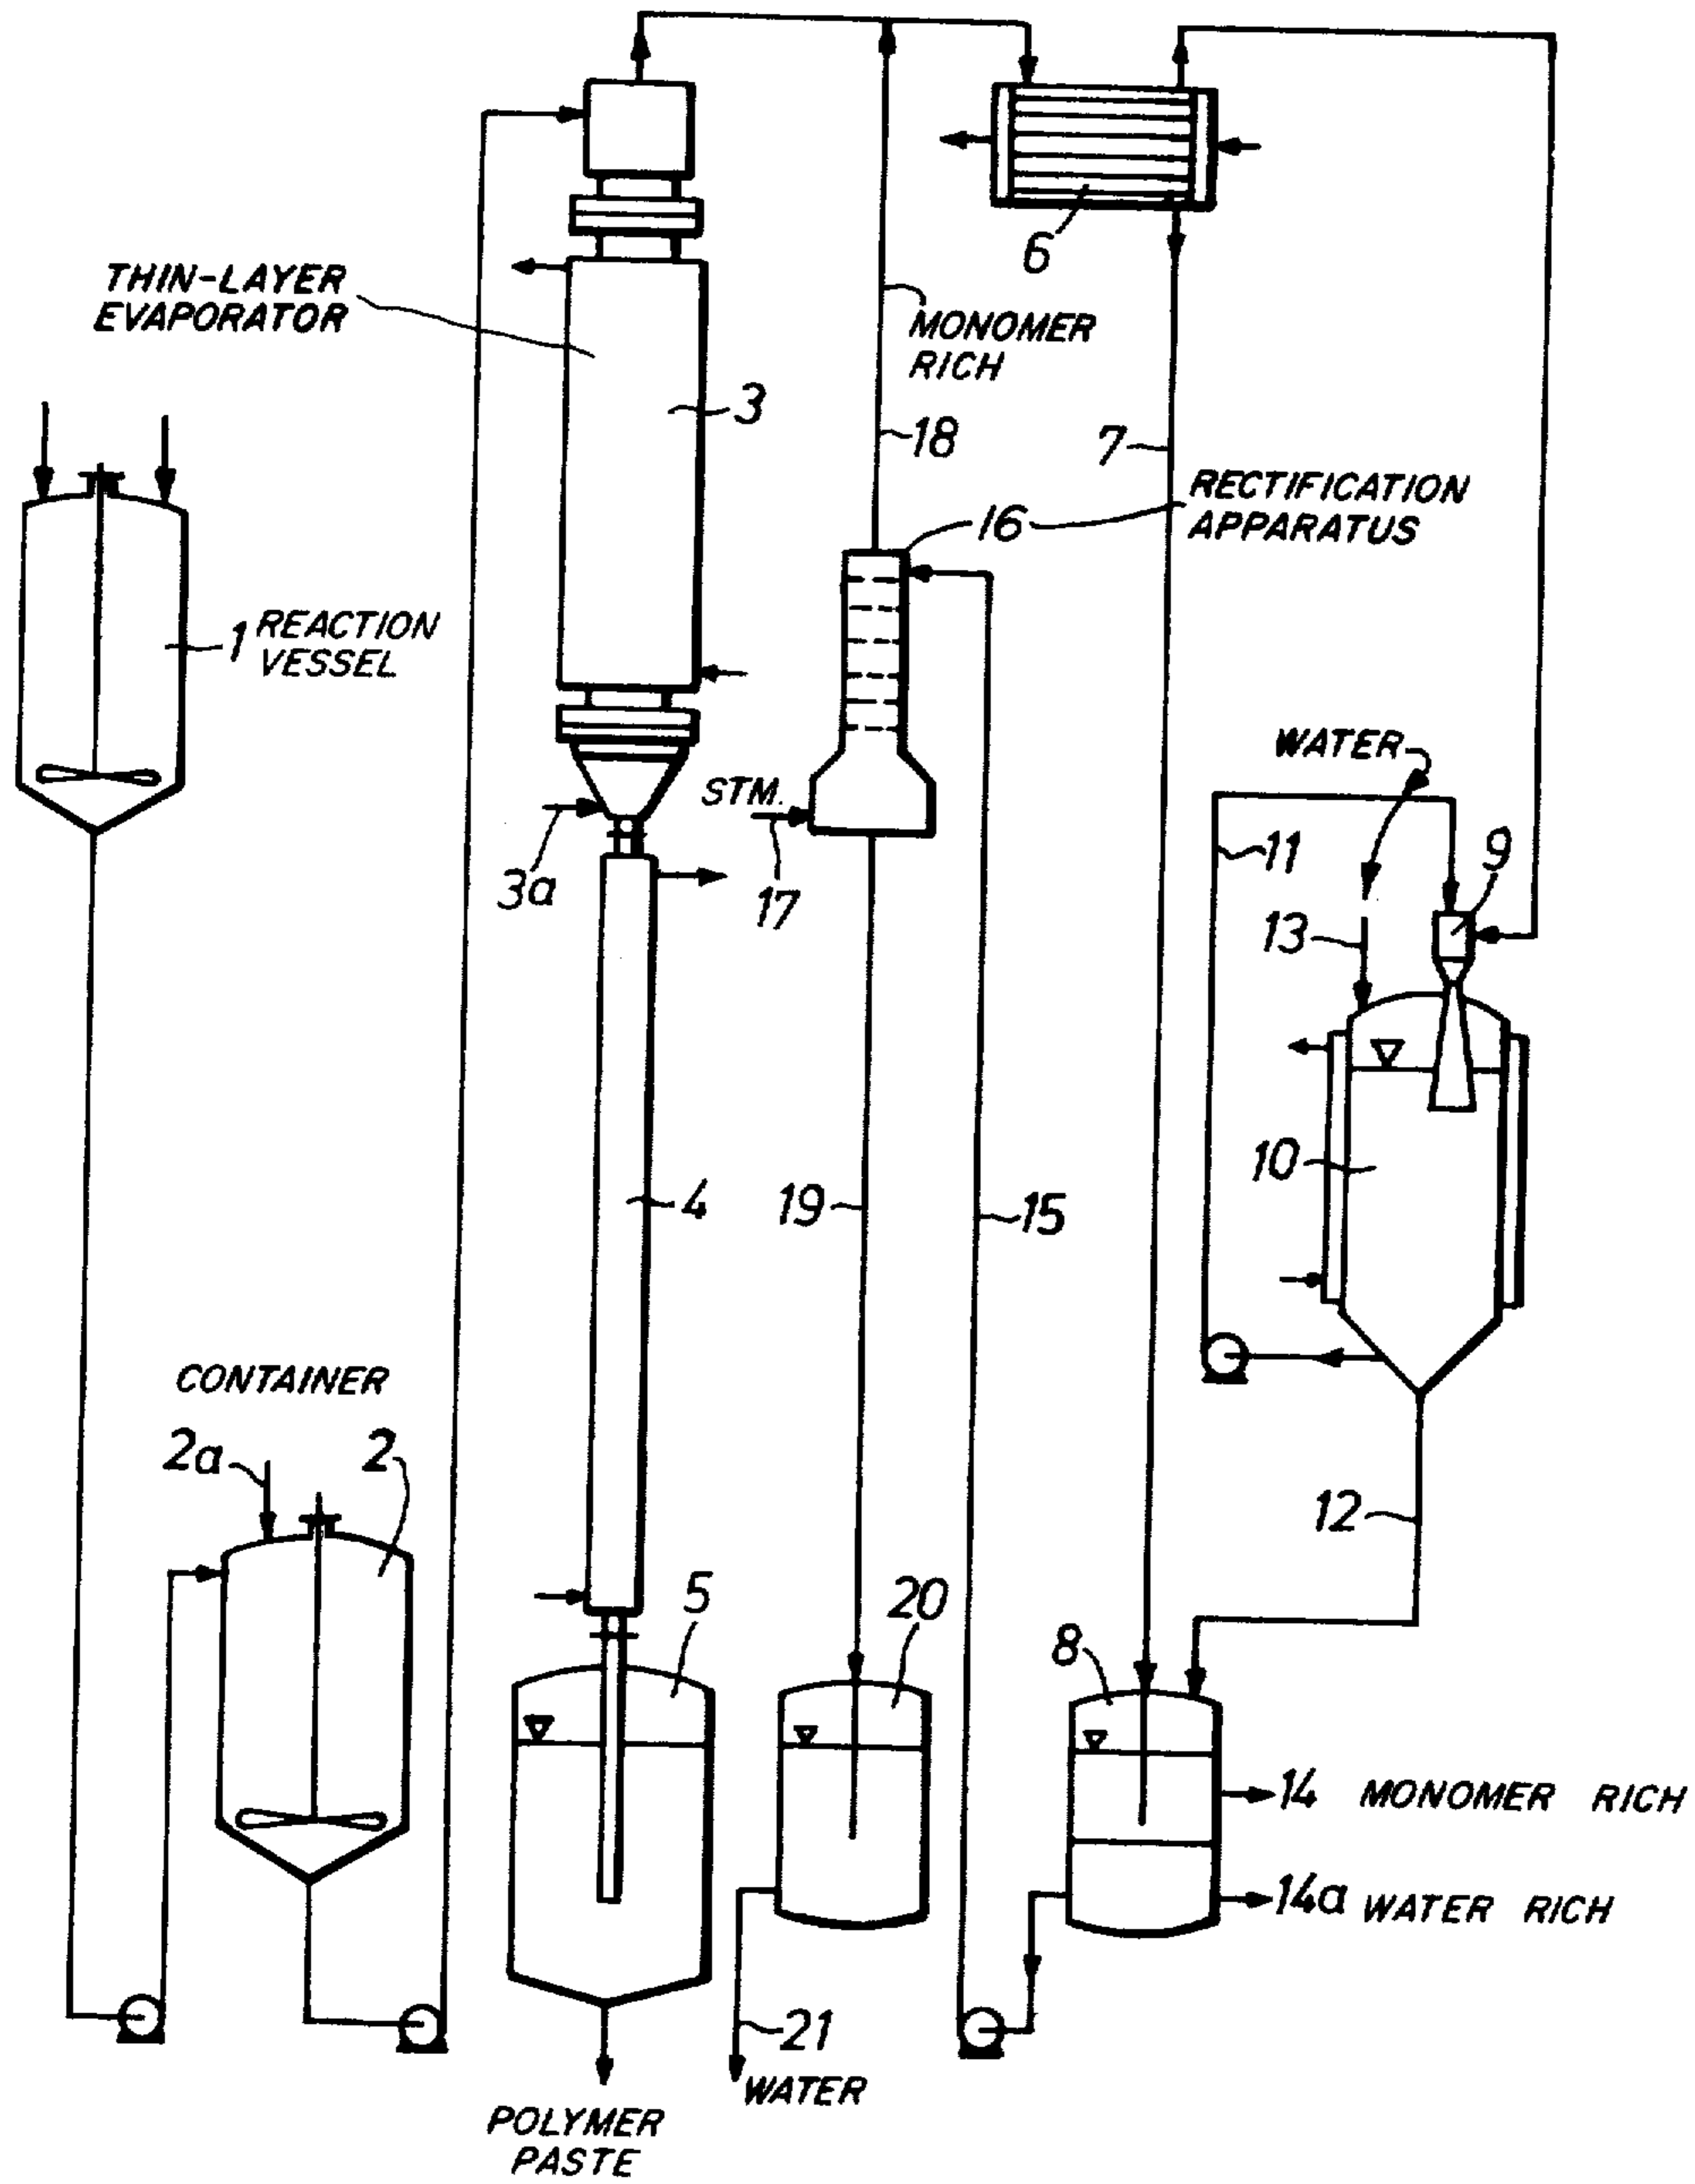 6
THIN-LAYER
EVAPORATOR
MONOMER
RICH
3
18
7
RECTIFICATION
APPARATUS
16
1 REACTION
VESSEL
WATER
STM.
11
9
3a
17
13
10
4
19
15
CONTAINER
2a
2
12
5
20
8
14 MONOMER RICH
14a WATER RICH
21
WATER
POLYMER
PASTE